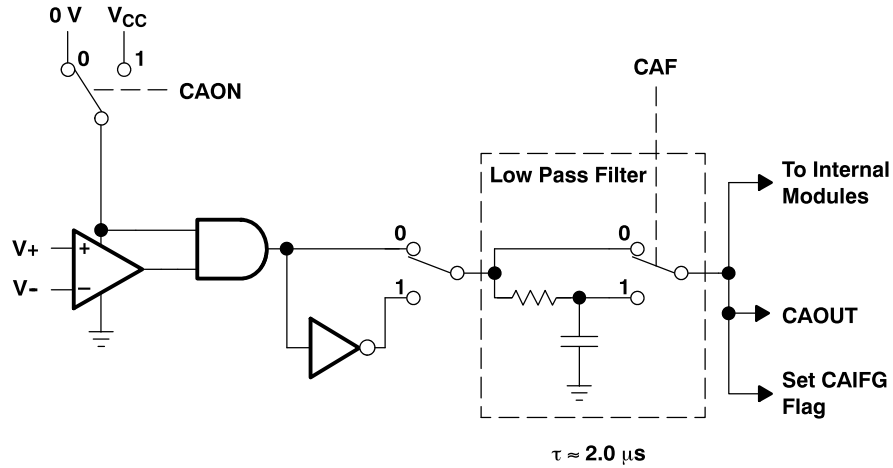 0 V
VCC
0
1
CAON
CAF
Low Pass Filter
To Internal
Modules
V+
+
0
0
V-
−
1
1
CAOUT
Set CAIFG
Flag
τ ≈ 2.0 μs